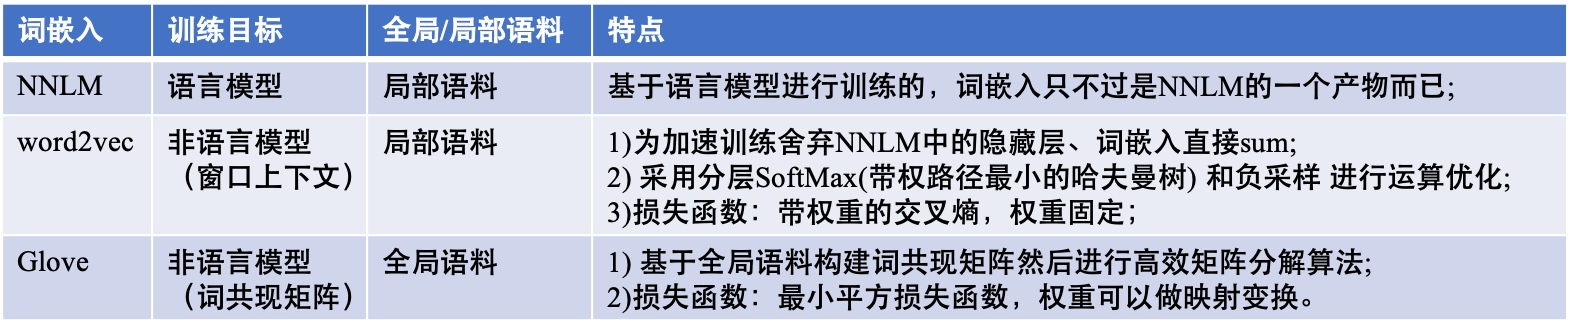 词嵌入 训练目标 全局/局部语料 特点
NNLM 语言模型 局部语料 基于语言模型进行训练的，词嵌入只不过是NNLM的一个产物而已;
word2vec 非语言模型 局部语料 1)为加速训练舍弃NNLM中的隐藏层、词嵌入直接sum;
（窗口上下文） 2) 采用分层SoftMax(带权路径最小的哈夫曼树) 和负采样 进行运算优化;
3)损失函数：带权重的交叉熵，权重固定；
Glove 非语言模型 全局语料 1) 基于全局语料构建词共现矩阵然后进行高效矩阵分解算法;
（词共现矩阵） 2)损失函数：最小平方损失函数，权重可以做映射变换。